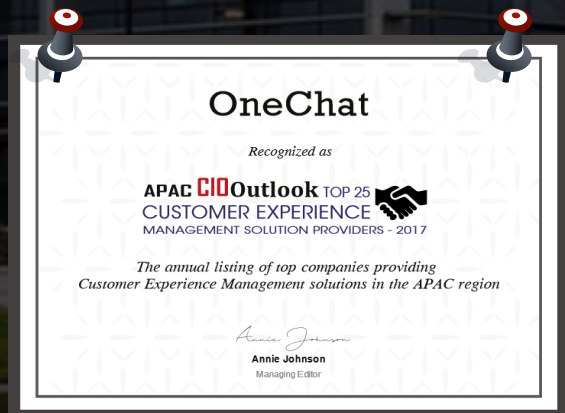 OneChat
Recognized as
APAC CIOOutlook TOP 25
CUSTOMER EXPERIENCE
MANAGEMENT SOLUTION PROVIDERS - 2017
The annual listing of top companies providing
Customer Experience Management solutions in the APAC region
Annie Johnson
Annie Johnson
Managing Editor